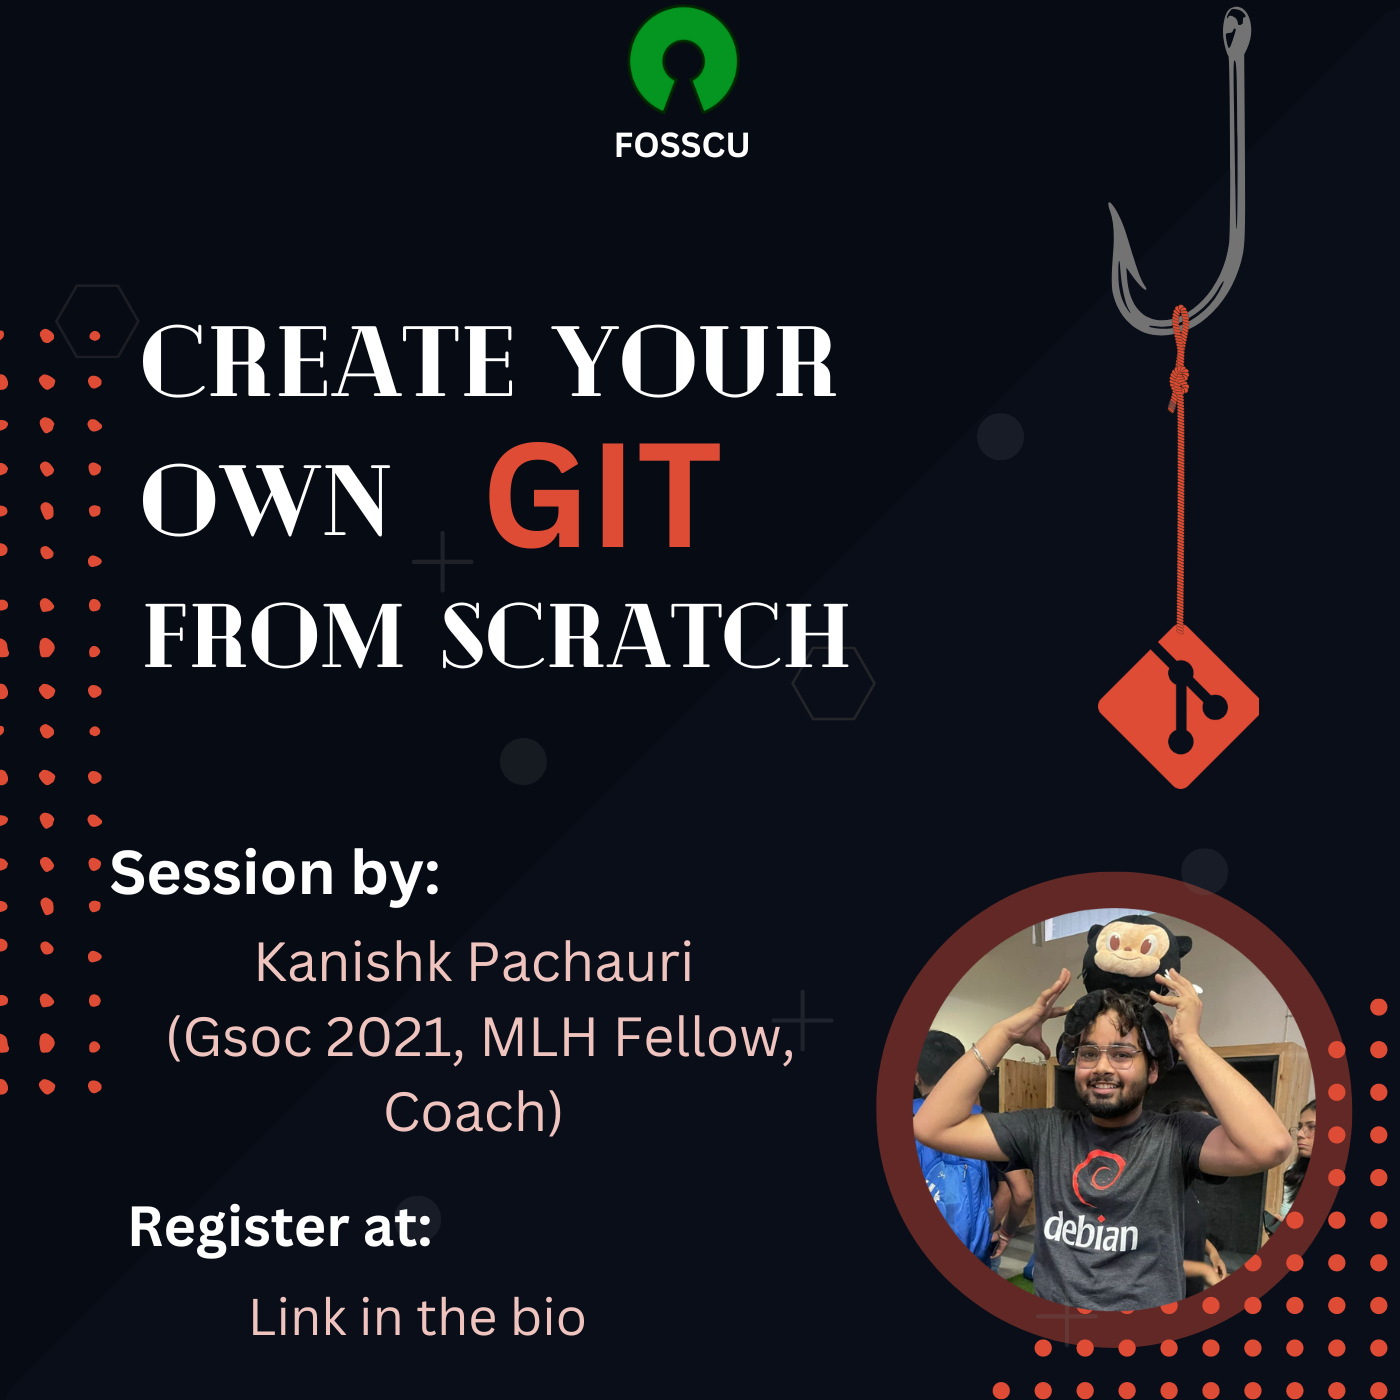 FOSSCU
CREATE YOUR
OWN GIT
FROM SCRATCH
Session by:
Kanishk Pachauri
(Gsoc 2021, MLH Fellow,
Coach)
debian
Register at:
Link in the bio